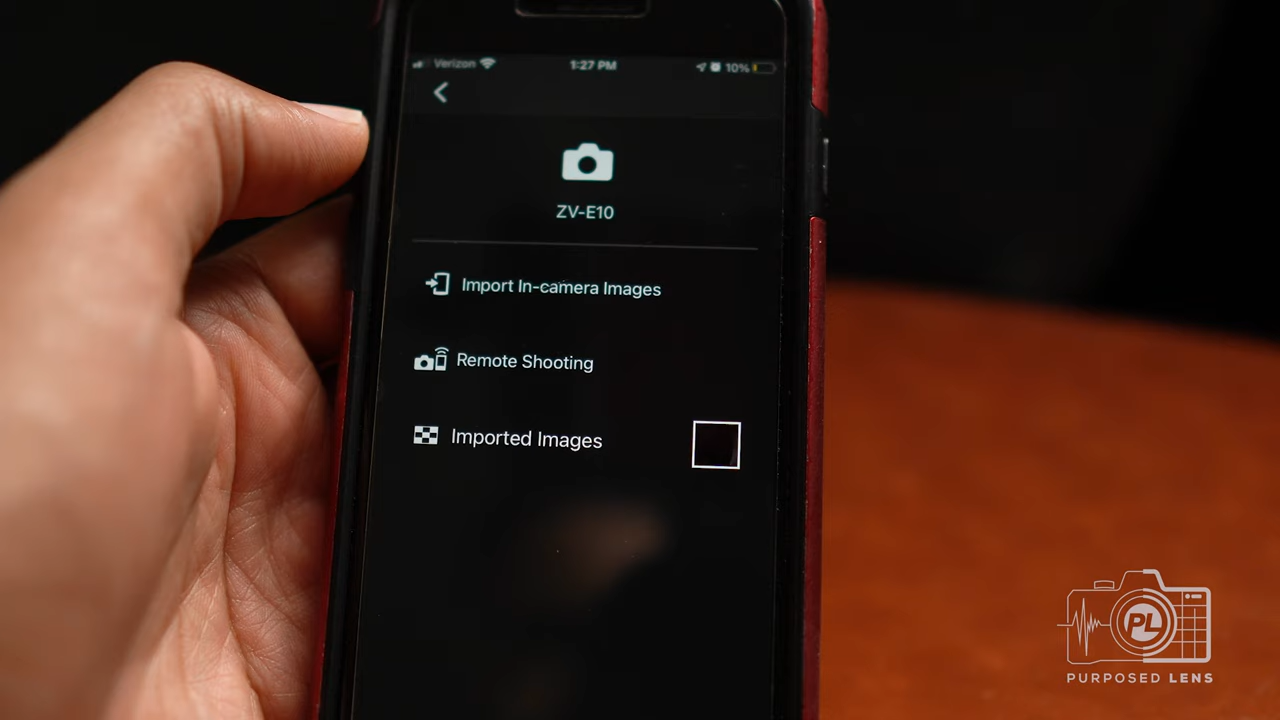 Verizon 1:27 PM 10%
ZV-E10
Import In-camera Images
Remote Shooting
Imported Images
PL
PURPOSED LENS